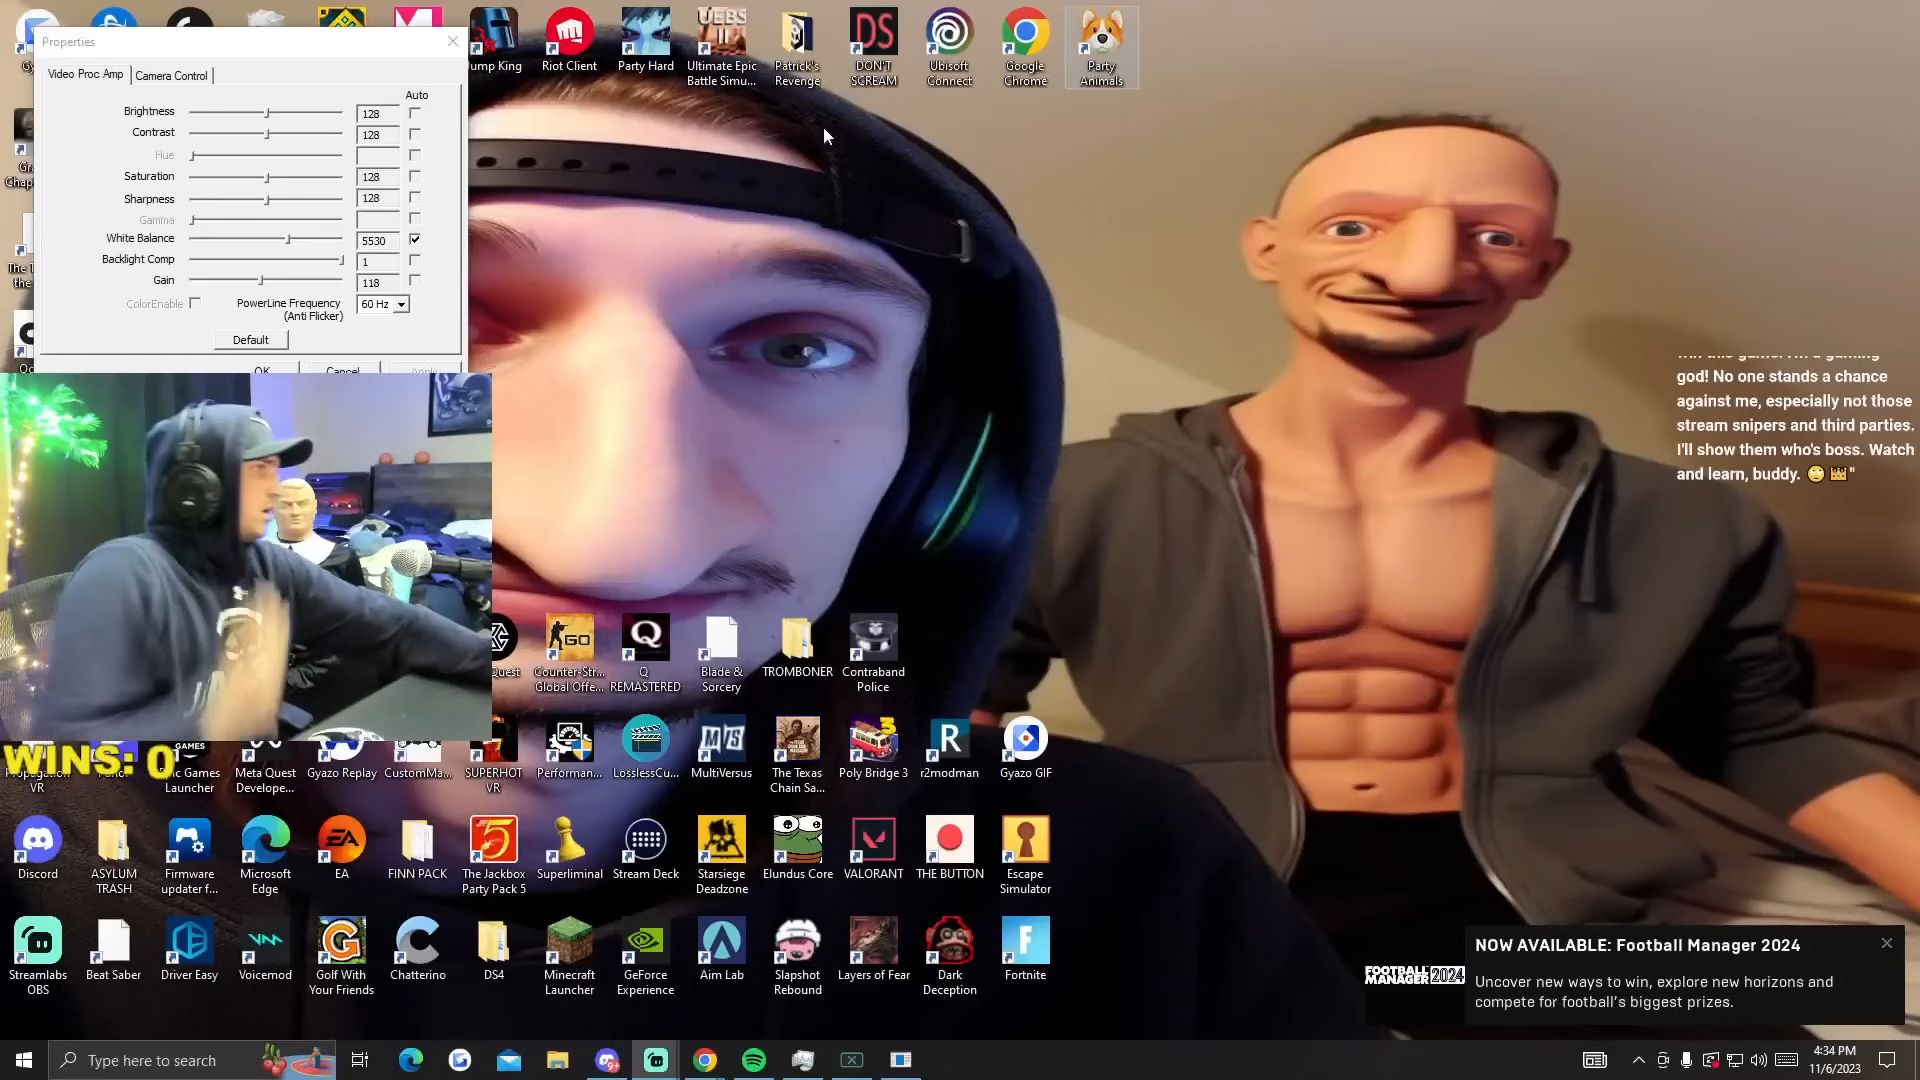 Properties
Video Proc Amp
Camera Control
Auto
Brightness 128
Contrast 128
Hue
Saturation 128
Sharpness 128
Gamma
White Balance 5530
Backlight Comp 1
Gain 118
ColorEnable
PowerLine Frequency
(Anti Flicker)
60 Hz
Default
OK Cancel Apply
Riot Client
Party Hard
Ultimate Epic
Battle Simu...
Patrick's
Revenge
DON'T
SCREAM
Ubisoft
Connect
Google
Chrome
Party
Animals
UEBS
II
DS
god! No one stands a chance
against me, especially not those
stream snipers and third parties.
I'll show them who's boss. Watch
and learn, buddy. 🙄 👑"
Counter-Str...
Global Offe...
Q
REMASTERED
Blade &
Sorcery
TROMBONER
Contraband
Police
WINS: 0
VR
Epic Games
Launcher
Meta Quest
Develope...
Gyazo Replay
CustomMa...
SUPERHOT
VR
Performan...
LosslessCu...
MultiVersus
The Texas
Chain Sa...
Poly Bridge 3
r2modman
Gyazo GIF
Discord
ASYLUM
TRASH
Firmware
updater f...
Microsoft
Edge
EA
FINN PACK
The Jackbox
Party Pack 5
Superliminal
Stream Deck
Starsiege
Deadzone
Elundus Core
VALORANT
THE BUTTON
Escape
Simulator
Streamlabs
OBS
Beat Saber
Driver Easy
Voicemod
Golf With
Your Friends
Chatterino
DS4
Minecraft
Launcher
GeForce
Experience
Aim Lab
Slapshot
Rebound
Layers of Fear
Dark
Deception
Fortnite
FOOTBALL
MANAGER 2024
NOW AVAILABLE: Football Manager 2024
Uncover new ways to win, explore new horizons and
compete for football's biggest prizes.
Type here to search
4:34 PM
11/6/2023